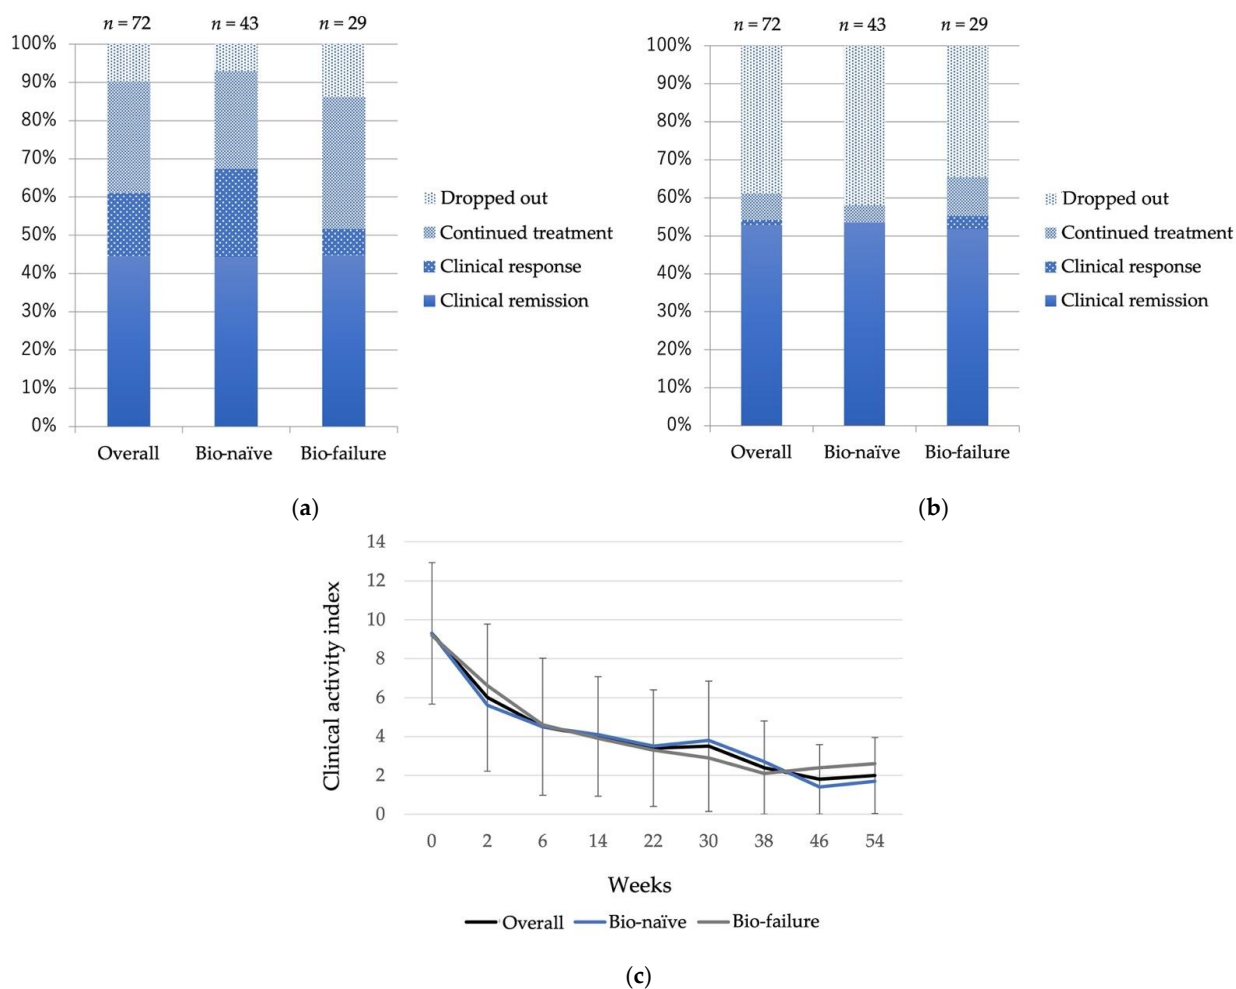 n = 72 n = 43 n = 29
100%
90%
80%
70%
60%
50%
40%
30%
20%
10%
0%
Overall Bio-naïve Bio-failure
Dropped out
Continued treatment
Clinical response
Clinical remission
(a)
n = 72 n = 43 n = 29
100%
90%
80%
70%
60%
50%
40%
30%
20%
10%
0%
Overall Bio-naïve Bio-failure
Dropped out
Continued treatment
Clinical response
Clinical remission
(b)
Clinical activity index
14
12
10
8
6
4
2
0
0 2 6 14 22 30 38 46 54
Weeks
Overall Bio-naïve Bio-failure
(c)